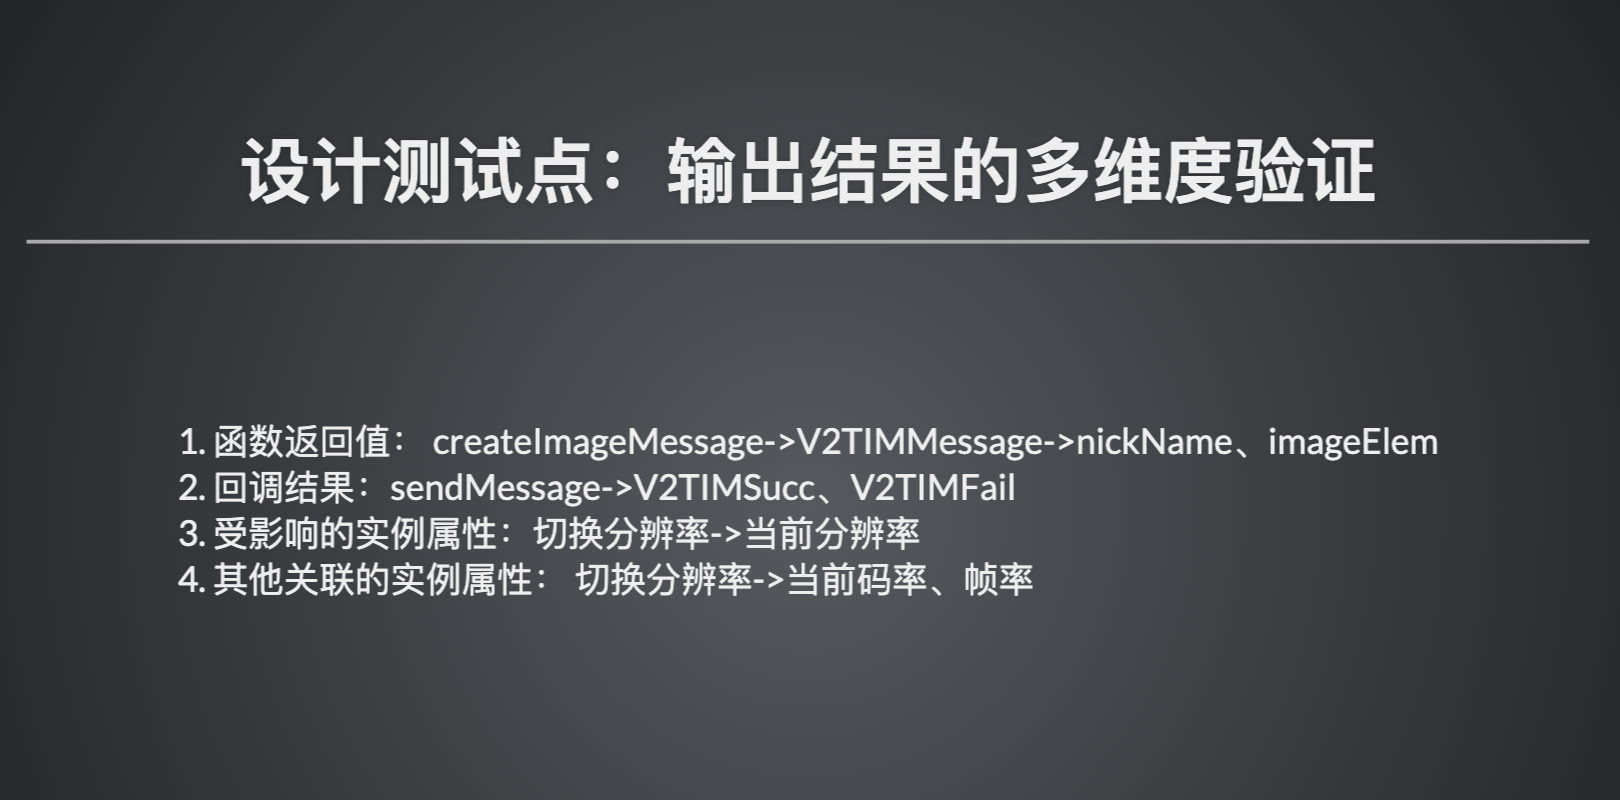 设计测试点：输出结果的多维度验证
1. 函数返回值： createImageMessage->V2TIMMessage->nickName、imageElem
2. 回调结果：sendMessage->V2TIMSucc、V2TIMFail
3. 受影响的实例属性：切换分辨率->当前分辨率
4. 其他关联的实例属性： 切换分辨率->当前码率、帧率